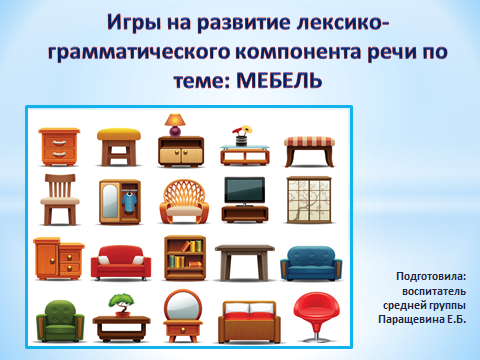 Игры на развитие лексико-
грамматического компонента речи по
теме: МЕБЕЛЬ
Подготовила:
воспитатель
средней группы
Паращевина Е.Б.